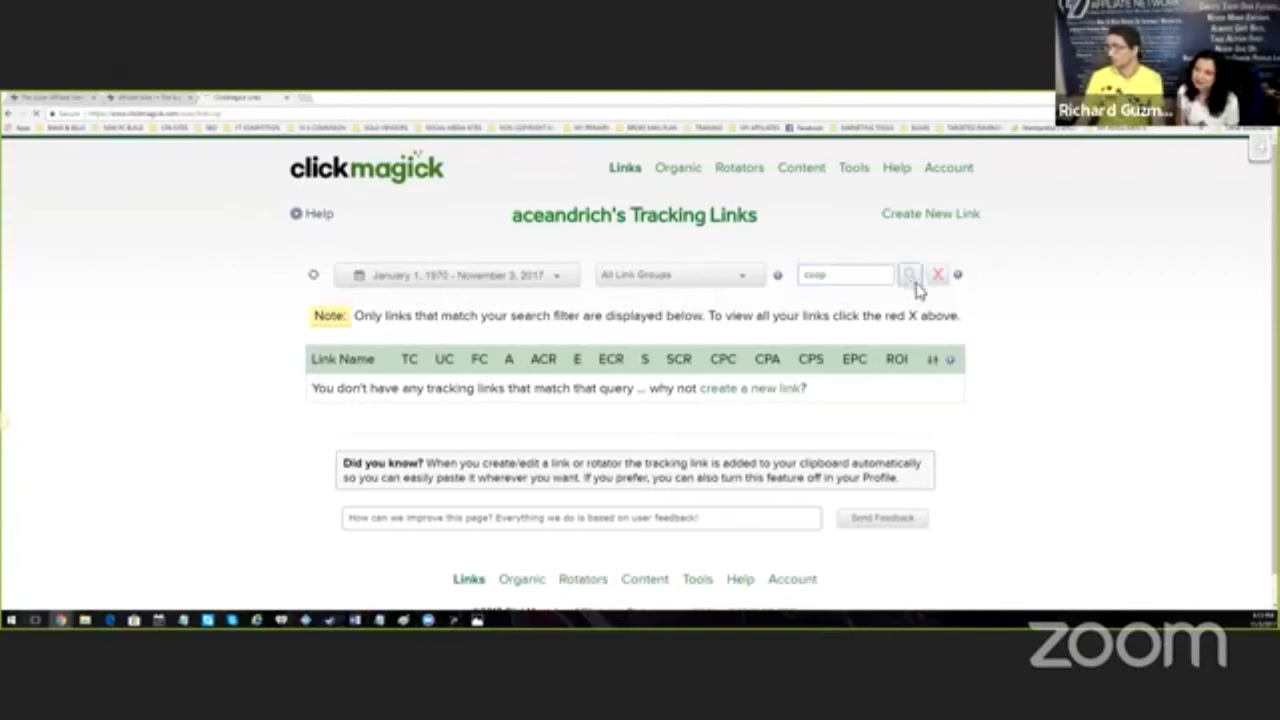 AFFILIATE NETWORK
Richard Guzm...
Secure
Apps
Facebook
MARKETING TOOLS
clickmagick
Links Organic Rotators Content Tools Help Account
Help
aceandrich's Tracking Links
Create New Link
January 1, 1970 - November 3, 2017
All Link Groups
coop
X
Note: Only links that match your search filter are displayed below. To view all your links click the red X above.
Link Name TC UC FC A ACR E ECR S SCR CPC CPA CPS EPC ROI
You don't have any tracking links that match that query ... why not create a new link?
Did you know? When you create/edit a link or rotator the tracking link is added to your clipboard automatically
so you can easily paste it wherever you want. If you prefer, you can also turn this feature off in your Profile.
How can we improve this page? Everything we do is based on user feedback!
Send Feedback
Links Organic Rotators Content Tools Help Account
zoom